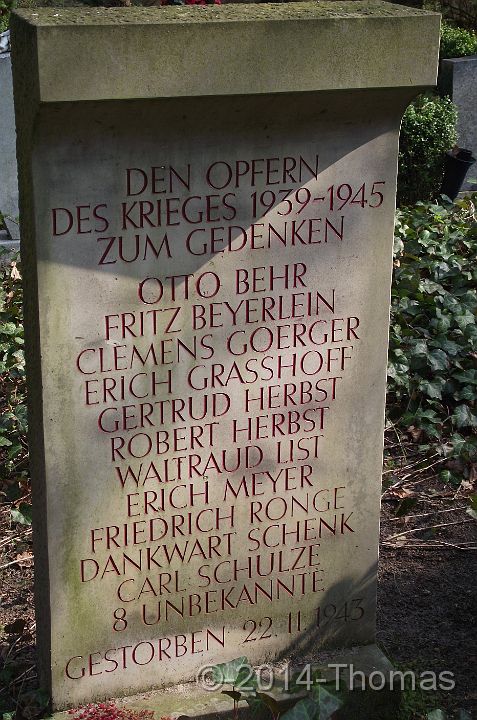 DEN OPFERN
DES KRIEGES 1939-1945
ZUM GEDENKEN
OTTO BEHR
FRITZ BEYERLEIN
CLEMENS GOERGER
ERICH GRASSHOFF
GERTRUD HERBST
ROBERT HERBST
WALTRAUD LIST
ERICH MEYER
FRIEDRICH RONGE
DANKWART SCHENK
CARL SCHULZE
8 UNBEKANNTE
GESTORBEN 22. 11. 1943
©-2014-Thomas